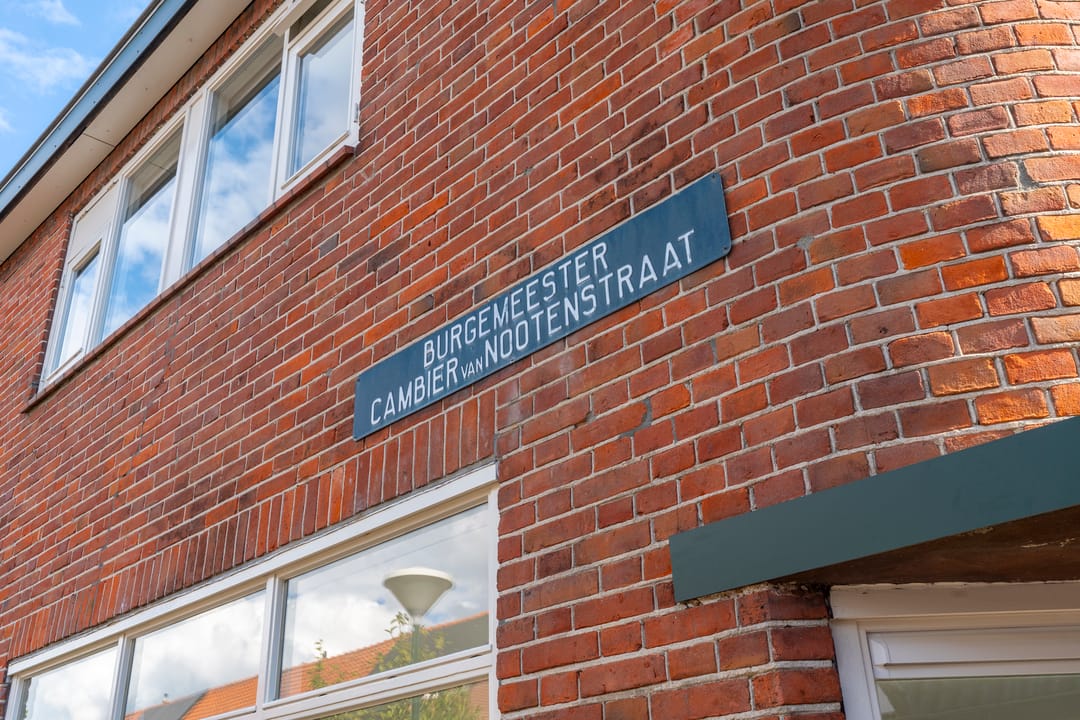 BURGEMEESTER
CAMBIER VAN NOOTENSTRAAT